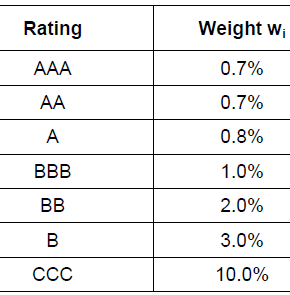 Rating Weight wi
AAA 0.7%
AA 0.7%
A 0.8%
BBB 1.0%
BB 2.0%
B 3.0%
CCC 10.0%